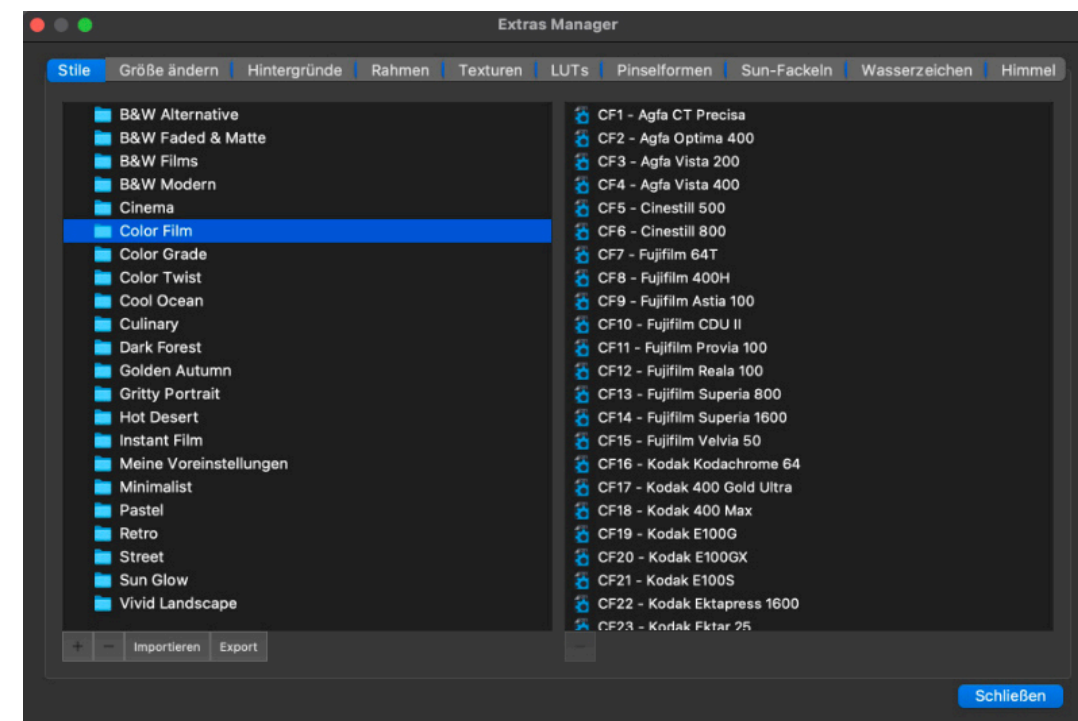 Extras Manager
Stile Größe ändern Hintergründe Rahmen Texturen LUTs Pinselformen Sun-Fackeln Wasserzeichen Himmel
B&W Alternative
B&W Faded & Matte
B&W Films
B&W Modern
Cinema
Color Film
Color Grade
Color Twist
Cool Ocean
Culinary
Dark Forest
Golden Autumn
Gritty Portrait
Hot Desert
Instant Film
Meine Voreinstellungen
Minimalist
Pastel
Retro
Street
Sun Glow
Vivid Landscape
+ − Importieren Export
CF1 - Agfa CT Precisa
CF2 - Agfa Optima 400
CF3 - Agfa Vista 200
CF4 - Agfa Vista 400
CF5 - Cinestill 500
CF6 - Cinestill 800
CF7 - Fujifilm 64T
CF8 - Fujifilm 400H
CF9 - Fujifilm Astia 100
CF10 - Fujifilm CDU II
CF11 - Fujifilm Provia 100
CF12 - Fujifilm Reala 100
CF13 - Fujifilm Superia 800
CF14 - Fujifilm Superia 1600
CF15 - Fujifilm Velvia 50
CF16 - Kodak Kodachrome 64
CF17 - Kodak 400 Gold Ultra
CF18 - Kodak 400 Max
CF19 - Kodak E100G
CF20 - Kodak E100GX
CF21 - Kodak E100S
CF22 - Kodak Ektapress 1600
CF23 - Kodak Ektar 25
−
Schließen